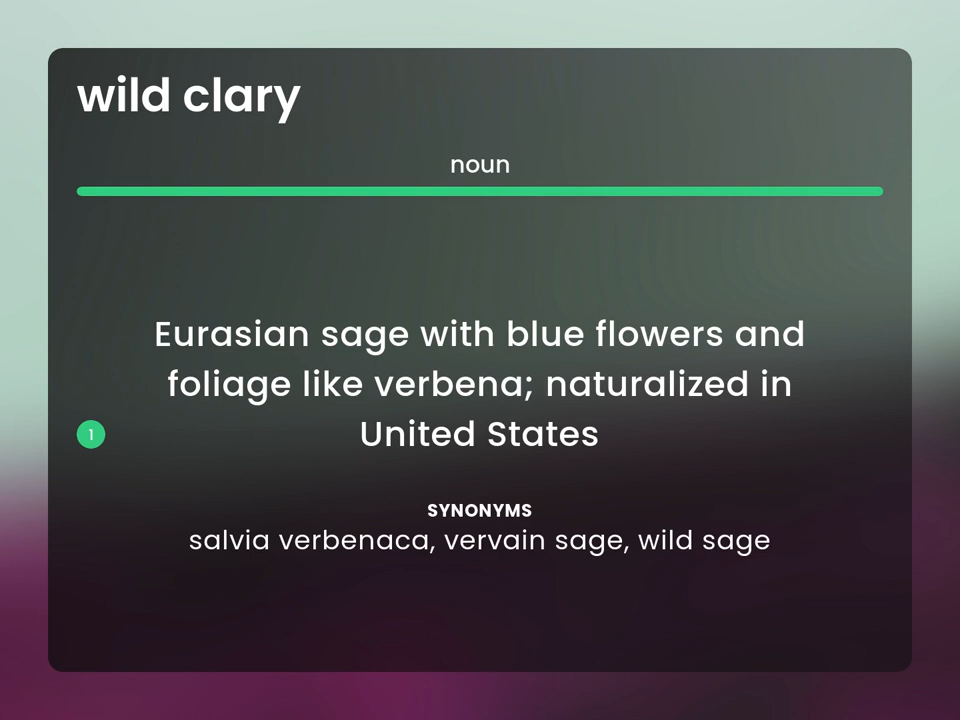 wild clary
noun
Eurasian sage with blue flowers and
foliage like verbena; naturalized in
1 United States
SYNONYMS
salvia verbenaca, vervain sage, wild sage